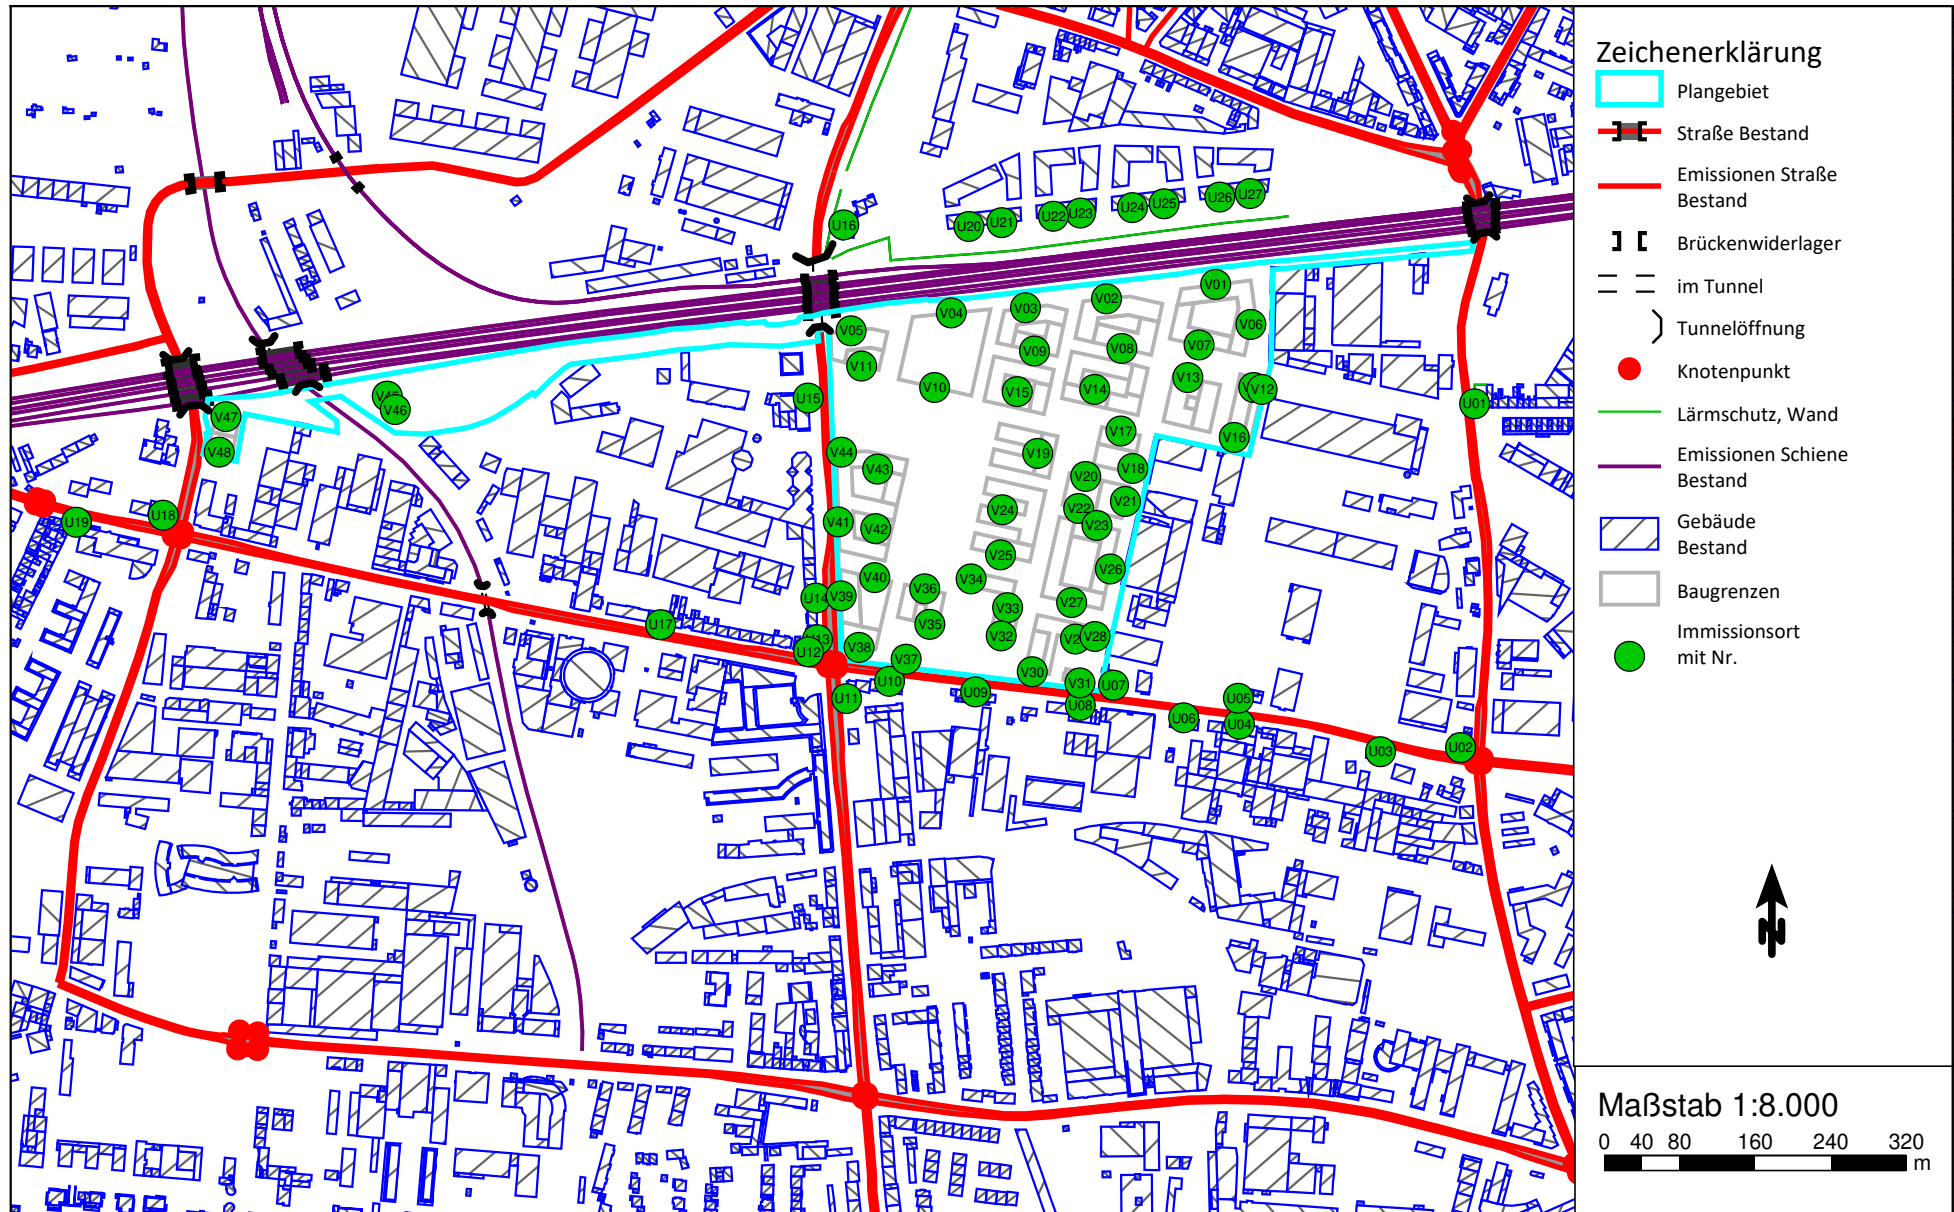 Zeichenerklärung
Plangebiet
Straße Bestand
Emissionen Straße
Bestand
Brückenwiderlager
im Tunnel
Tunnelöffnung
Knotenpunkt
Lärmschutz, Wand
Emissionen Schiene
Bestand
Gebäude
Bestand
Baugrenzen
Immissionsort
mit Nr.
N
Maßstab 1:8.000
0 40 80 160 240 320
m
U16
U20
U21
U22
U23
U24
U25
U26
U27
V01
V02
V03
V04
V05
V06
V07
V08
V09
V10
V11
V12
V13
V14
V15
V16
V17
V18
V19
V20
V21
V22
V23
V24
V25
V26
V27
V28
V30
V31
V32
V33
V34
V35
V36
V37
V38
V39
V40
V41
V42
V43
V44
V45
V46
V47
V48
U01
U02
U03
U04
U05
U06
U07
U08
U09
U10
U11
U12
U13
U14
U15
U17
U18
U19